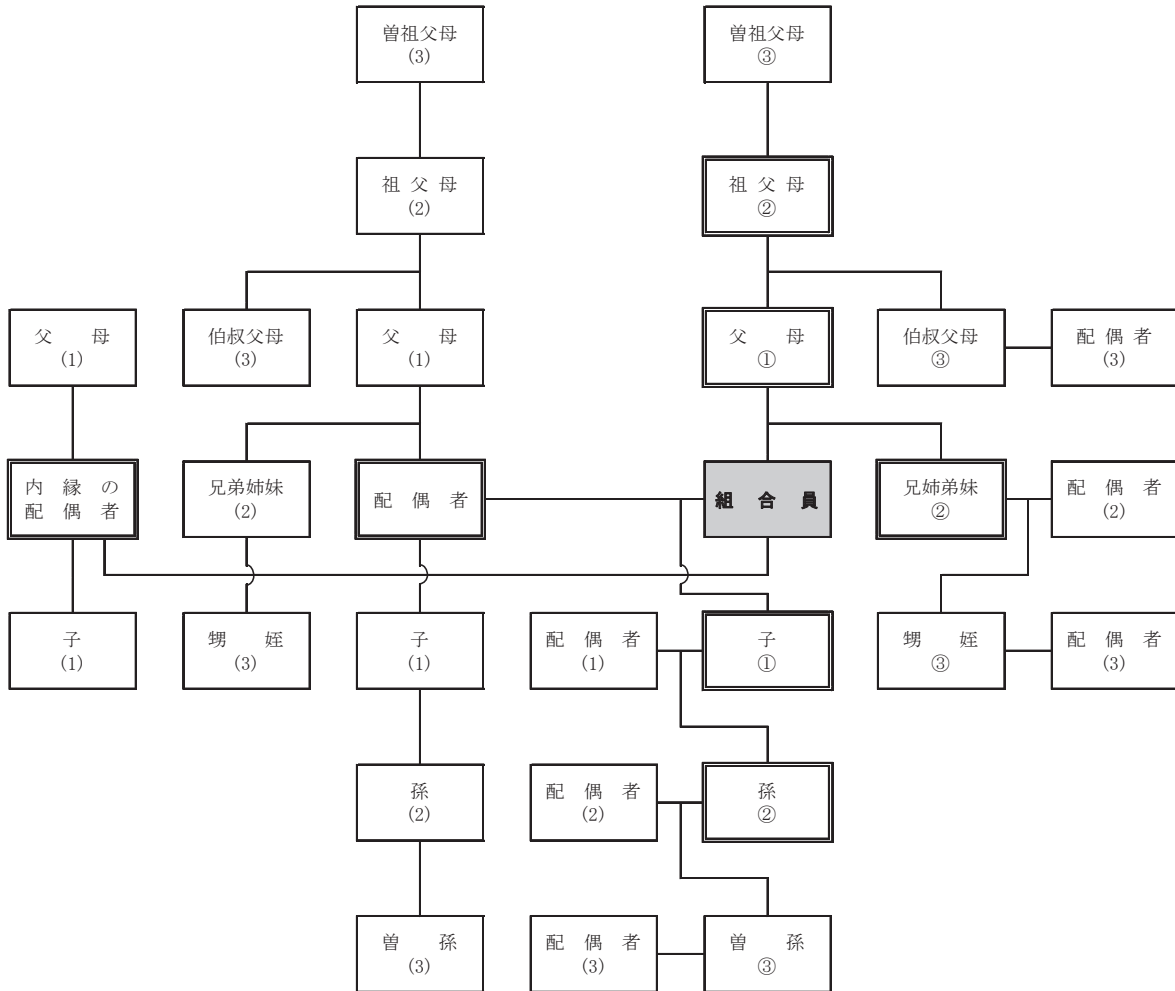 曽祖父母
(3)
曽祖父母
③
祖 父 母
(2)
祖 父 母
②
父 母
(1)
伯叔父母
(3)
父 母
(1)
父 母
①
伯叔父母
③
配 偶 者
(3)
内 縁 の
配 偶 者
兄弟姉妹
(2)
配 偶 者
組 合 員
兄姉弟妹
②
配 偶 者
(2)
子
(1)
甥 姪
(3)
子
(1)
配 偶 者
(1)
子
①
甥 姪
③
配 偶 者
(3)
孫
(2)
配 偶 者
(2)
孫
②
曽 孫
(3)
配 偶 者
(3)
曽 孫
③